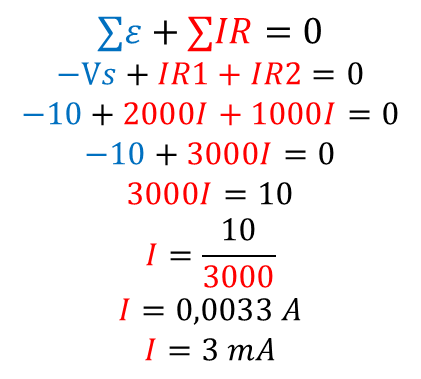 ∑ε + ∑IR = 0
−Vs + IR1 + IR2 = 0
−10 + 2000I + 1000I = 0
−10 + 3000I = 0
3000I = 10
I = 10/3000
I = 0,0033 A
I = 3 mA